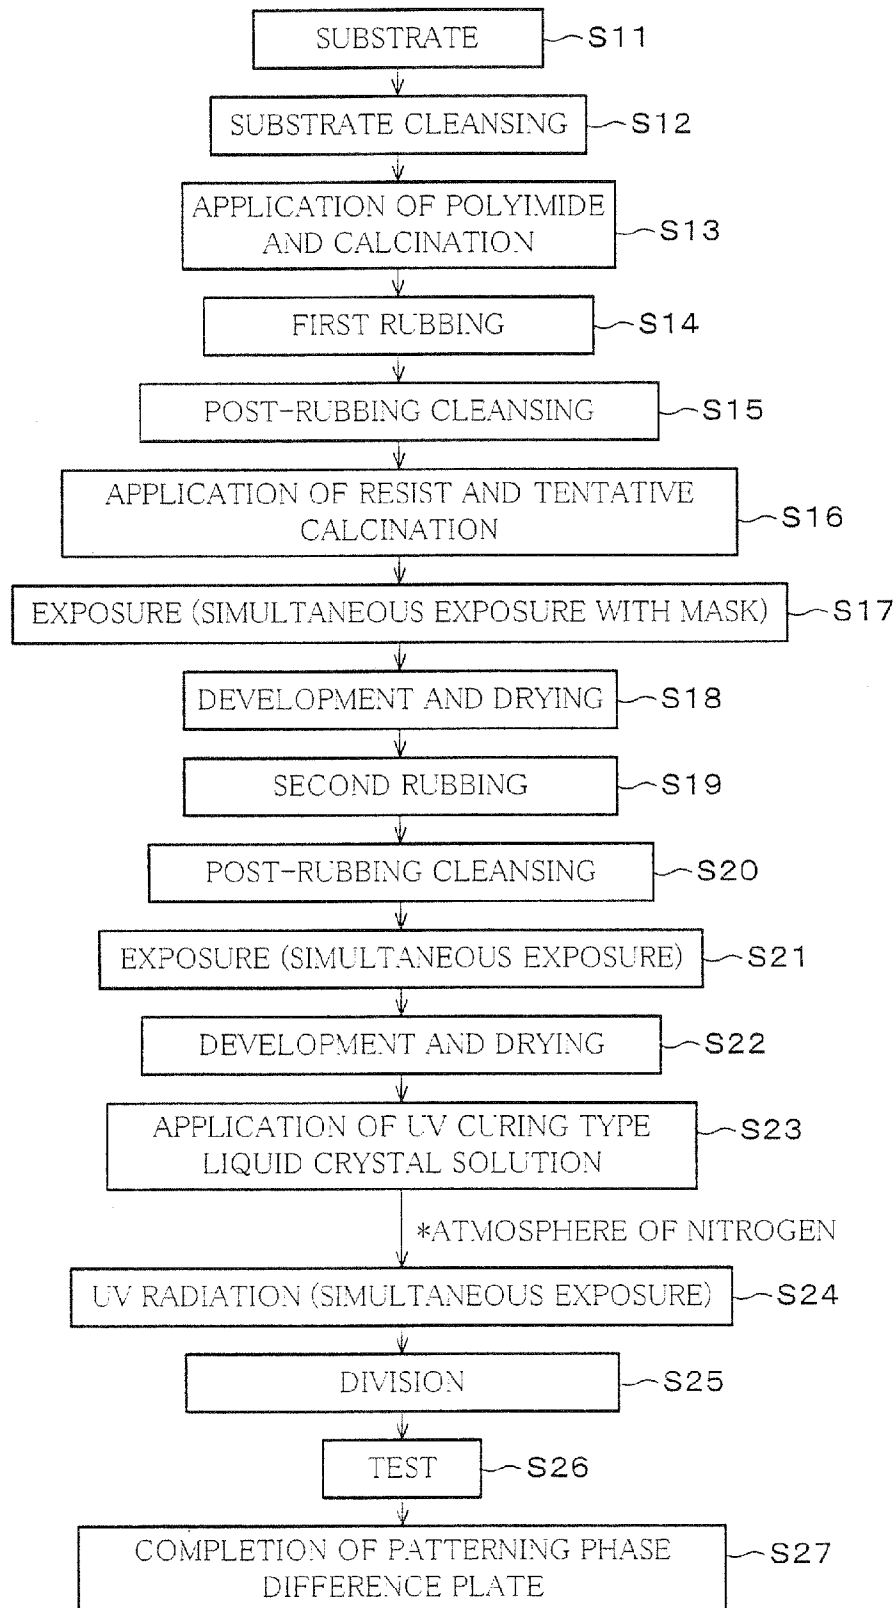 SUBSTRATE S11
SUBSTRATE CLEANSING S12
APPLICATION OF POLYIMIDE
AND CALCINATION S13
FIRST RUBBING S14
POST-RUBBING CLEANSING S15
APPLICATION OF RESIST AND TENTATIVE
CALCINATION S16
EXPOSURE (SIMULTANEOUS EXPOSURE WITH MASK) S17
DEVELOPMENT AND DRYING S18
SECOND RUBBING S19
POST-RUBBING CLEANSING S20
EXPOSURE (SIMULTANEOUS EXPOSURE) S21
DEVELOPMENT AND DRYING S22
APPLICATION OF UV CURING TYPE S23
LIQUID CRYSTAL SOLUTION
*ATMOSPHERE OF NITROGEN
UV RADIATION (SIMULTANEOUS EXPOSURE) S24
DIVISION S25
TEST S26
COMPLETION OF PATTERNING PHASE S27
DIFFERENCE PLATE